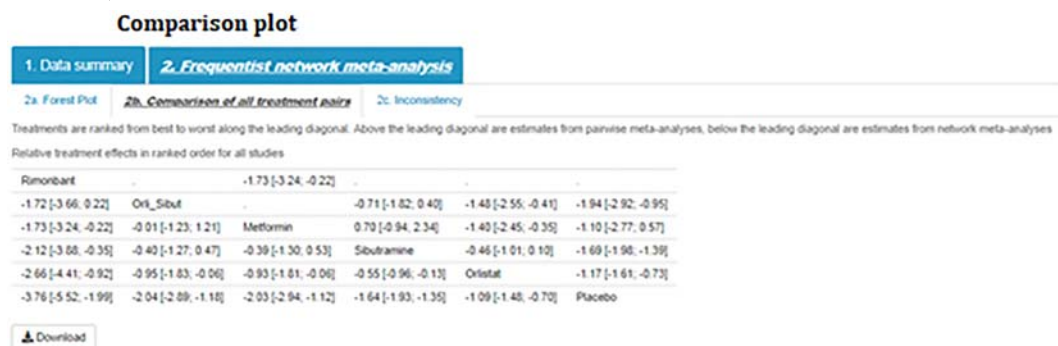 Comparison plot
1. Data summary 2. Frequentist network meta-analysis
2a. Forest Plot 2b. Comparison of all treatment pairs 2c. Inconsistency
Treatments are ranked from best to worst along the leading diagonal. Above the leading diagonal are estimates from pairwise meta-analyses, below the leading diagonal are estimates from network meta-analyses
Relative treatment effects in ranked order for all studies
Rimonbant . -1.73 [-3.24; -0.22] . . .
-1.72 [-3.66; 0.22] Orli_Sibut . -0.71 [-1.82; 0.40] -1.48 [-2.55; -0.41] -1.94 [-2.92; -0.95]
-1.73 [-3.24; -0.22] -0.01 [-1.23; 1.21] Metformin 0.70 [-0.94; 2.34] -1.40 [-2.45; -0.35] -1.10 [-2.77; 0.57]
-2.12 [-3.88; -0.35] -0.40 [-1.27; 0.47] -0.39 [-1.30; 0.53] Sibutramine -0.46 [-1.01; 0.10] -1.69 [-1.98; -1.39]
-2.66 [-4.41; -0.92] -0.95 [-1.83; -0.06] -0.93 [-1.81; -0.06] -0.55 [-0.96; -0.13] Orlistat -1.17 [-1.61; -0.73]
-3.76 [-5.52; -1.99] -2.04 [-2.89; -1.18] -2.03 [-2.94; -1.12] -1.64 [-1.93; -1.35] -1.09 [-1.48; -0.70] Placebo
Download